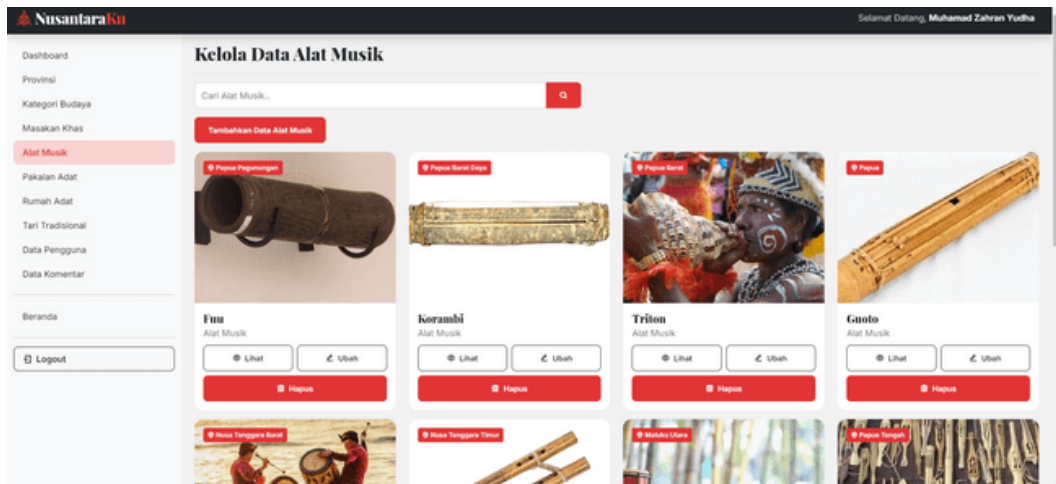 NusantaraKu
Selamat Datang, Muhamad Zahran Yudha
Dashboard
Provinsi
Kategori Budaya
Masakan Khas
Alat Musik
Pakaian Adat
Rumah Adat
Tari Tradisional
Data Pengguna
Data Komentar
Beranda
Logout
Kelola Data Alat Musik
Cari Alat Musik..
Tambahkan Data Alat Musik
Papua Pegunungan
Fuu
Alat Musik
Lihat
Ubah
Hapus
Papua Barat Daya
Korambi
Alat Musik
Lihat
Ubah
Hapus
Papua Barat
Triton
Alat Musik
Lihat
Ubah
Hapus
Papua
Guoto
Alat Musik
Lihat
Ubah
Hapus
Nusa Tenggara Barat
Nusa Tenggara Timur
Maluku Utara
Papua Tengah